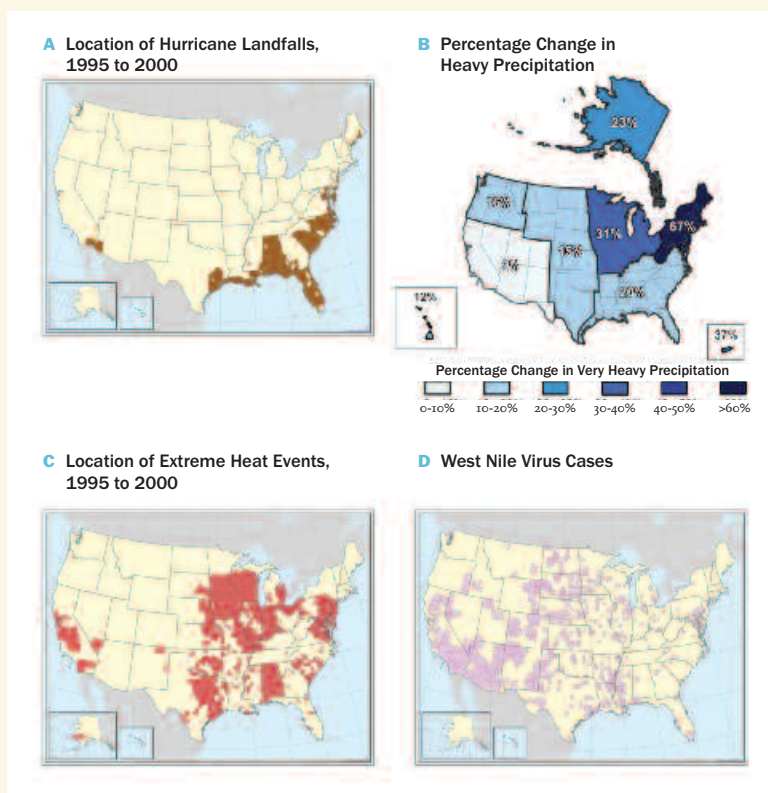 A Location of Hurricane Landfalls,
1995 to 2000
B Percentage Change in
Heavy Precipitation
23%
67%
31%
15%
20%
12%
37%
Percentage Change in Very Heavy Precipitation
0-10% 10-20% 20-30% 30-40% 40-50% >60%
C Location of Extreme Heat Events,
1995 to 2000
D West Nile Virus Cases